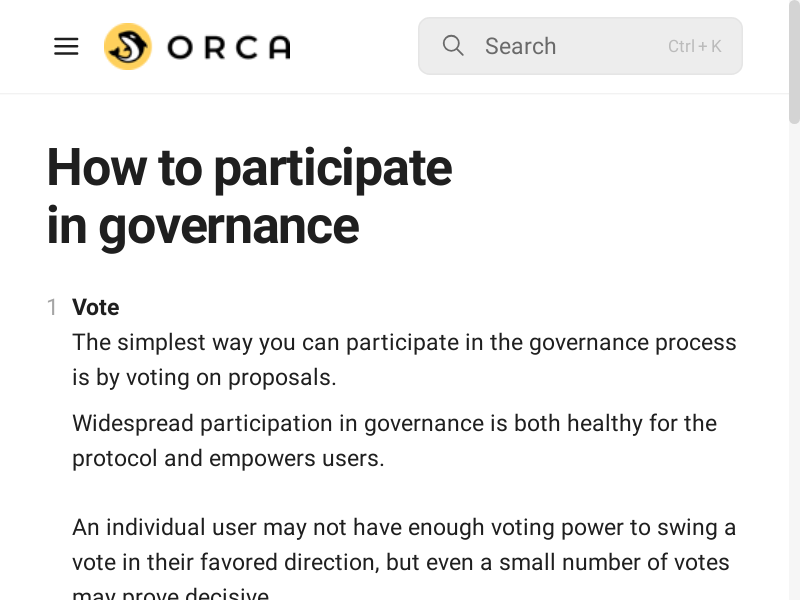 ORCA
Search
Ctrl + K
How to participate
in governance
1 Vote
The simplest way you can participate in the governance process
is by voting on proposals.
Widespread participation in governance is both healthy for the
protocol and empowers users.
An individual user may not have enough voting power to swing a
vote in their favored direction, but even a small number of votes
may prove decisive.